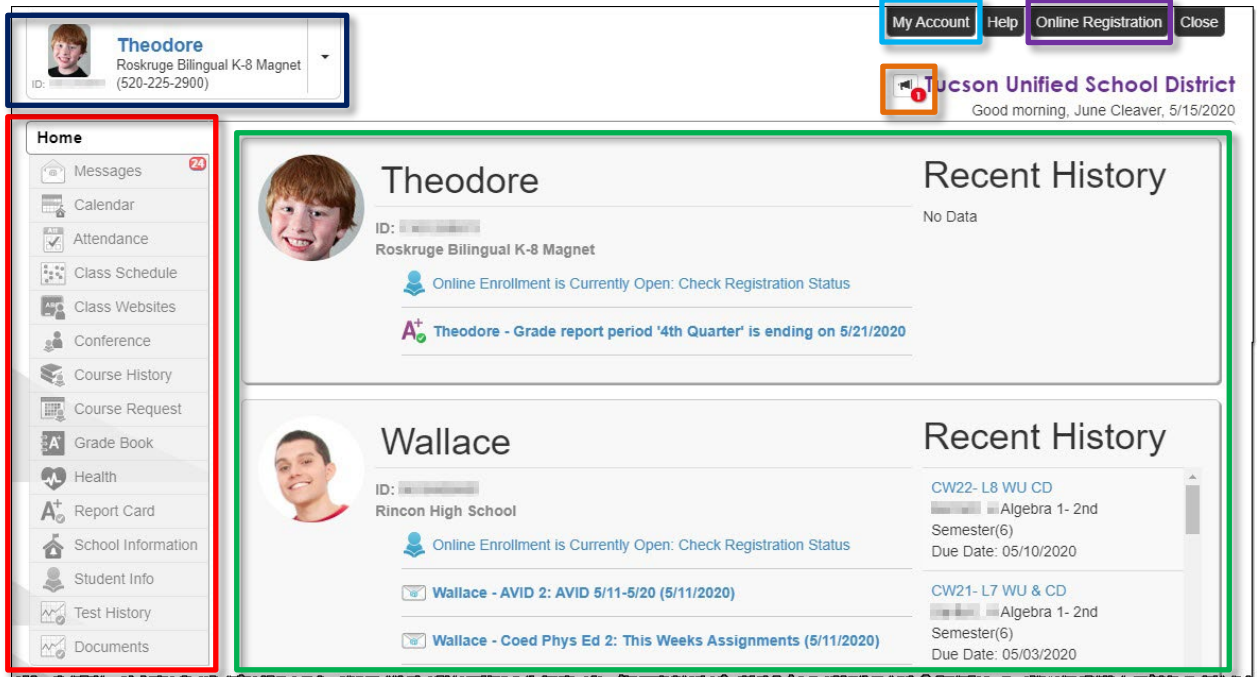 My Account Help Online Registration Close
Theodore
Roskruge Bilingual K-8 Magnet
ID:
(520-225-2900)
1
Tucson Unified School District
Good morning, June Cleaver, 5/15/2020
Home
Messages 24
Calendar
Attendance
Class Schedule
Class Websites
Conference
Course History
Course Request
Grade Book
Health
Report Card
School Information
Student Info
Test History
Documents
Theodore
ID:
Roskruge Bilingual K-8 Magnet
Online Enrollment is Currently Open: Check Registration Status
A+ Theodore - Grade report period '4th Quarter' is ending on 5/21/2020
Recent History
No Data
Wallace
ID:
Rincon High School
Online Enrollment is Currently Open: Check Registration Status
Wallace - AVID 2: AVID 5/11-5/20 (5/11/2020)
Wallace - Coed Phys Ed 2: This Weeks Assignments (5/11/2020)
Recent History
CW22- L8 WU CD
Algebra 1- 2nd
Semester(6)
Due Date: 05/10/2020
CW21- L7 WU & CD
Algebra 1- 2nd
Semester(6)
Due Date: 05/03/2020